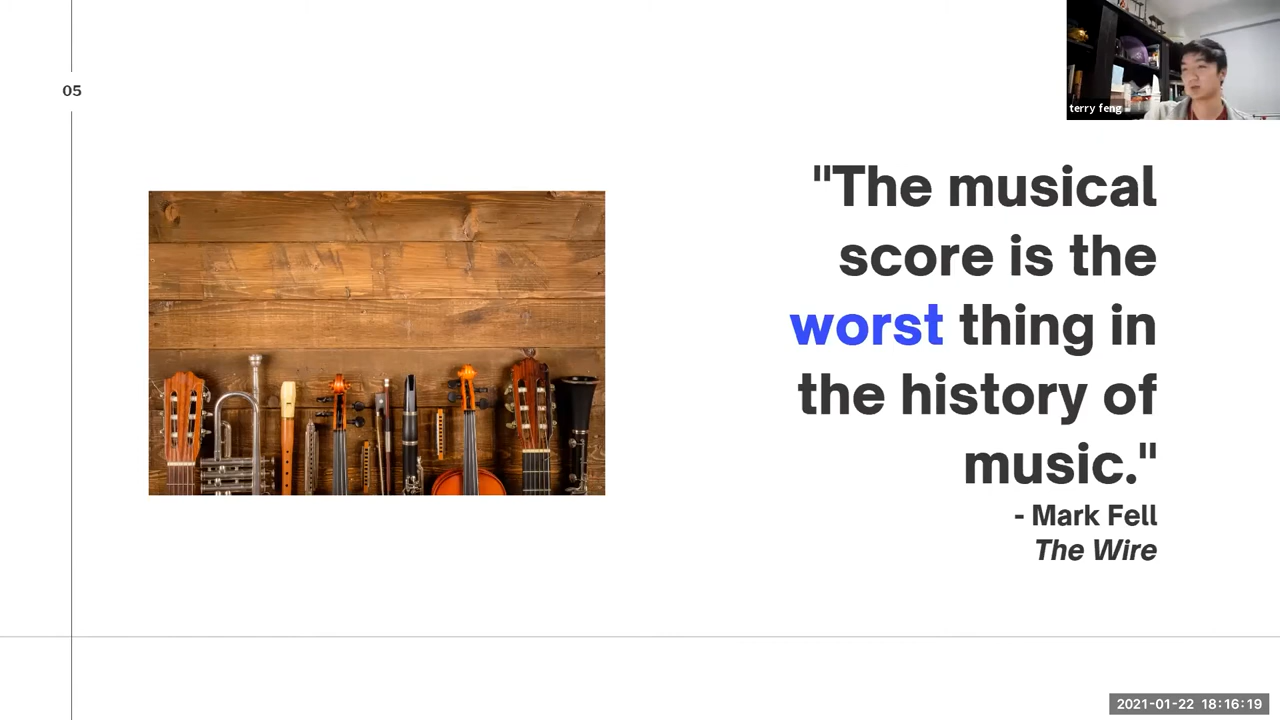 05
terry feng
"The musical
score is the
worst thing in
the history of
music."
- Mark Fell
The Wire
2021-01-22 18:16:19